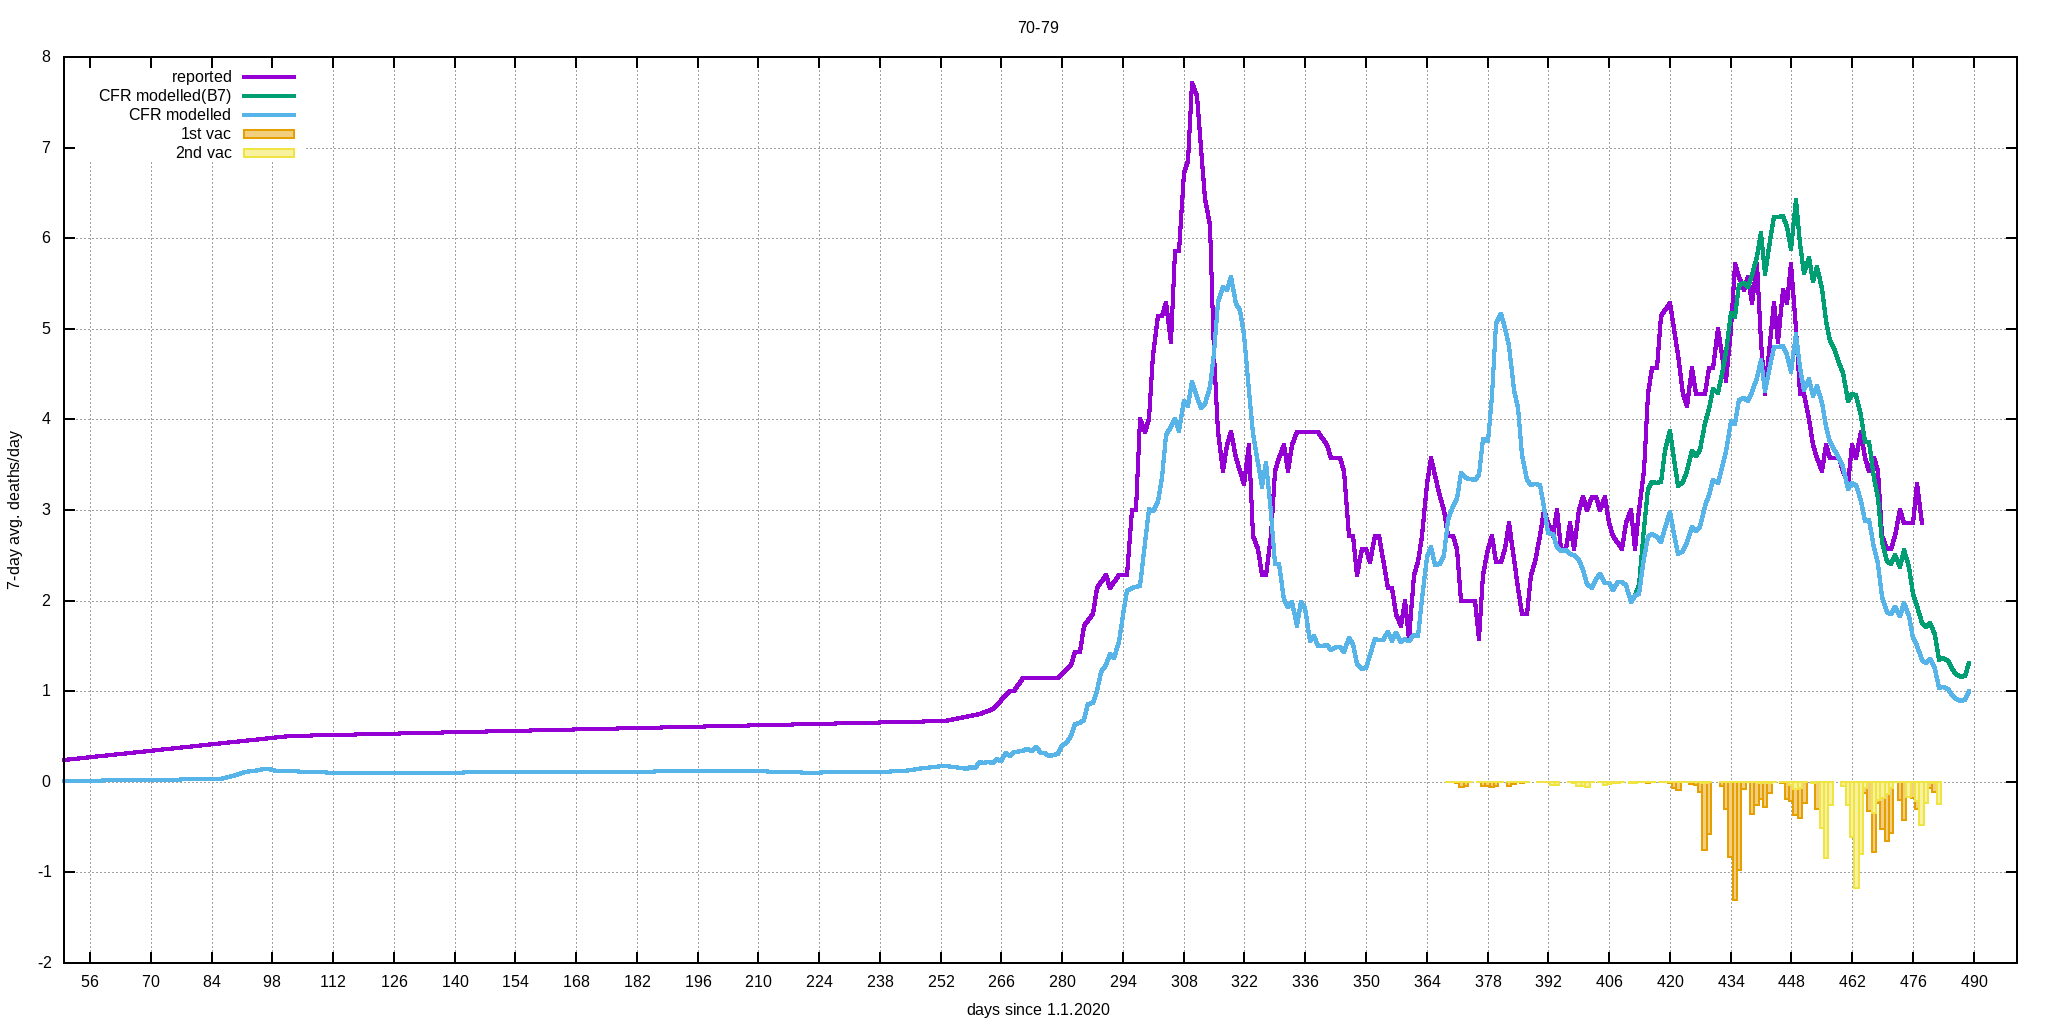 70-79
reported
CFR modelled(B7)
CFR modelled
1st vac
2nd vac
8
7
6
5
4
3
2
1
0
-1
-2
7-day avg. deaths/day
56 70 84 98 112 126 140 154 168 182 196 210 224 238 252 266 280 294 308 322 336 350 364 378 392 406 420 434 448 462 476 490
days since 1.1.2020